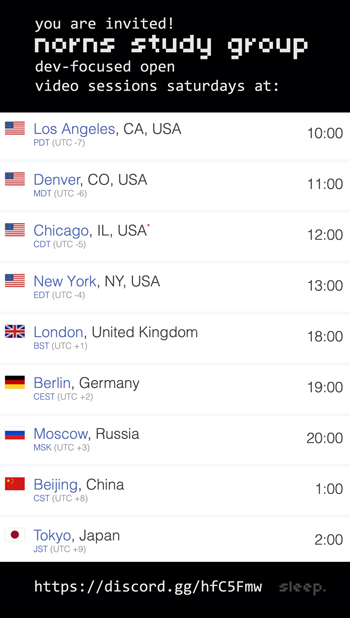 you are invited!
norns study group
dev-focused open
video sessions saturdays at:
Los Angeles, CA, USA 10:00
PDT (UTC -7)
Denver, CO, USA 11:00
MDT (UTC -6)
Chicago, IL, USA* 12:00
CDT (UTC -5)
New York, NY, USA 13:00
EDT (UTC -4)
London, United Kingdom 18:00
BST (UTC +1)
Berlin, Germany 19:00
CEST (UTC +2)
Moscow, Russia 20:00
MSK (UTC +3)
Beijing, China 1:00
CST (UTC +8)
Tokyo, Japan 2:00
JST (UTC +9)
https://discord.gg/hfC5Fmw sleep.